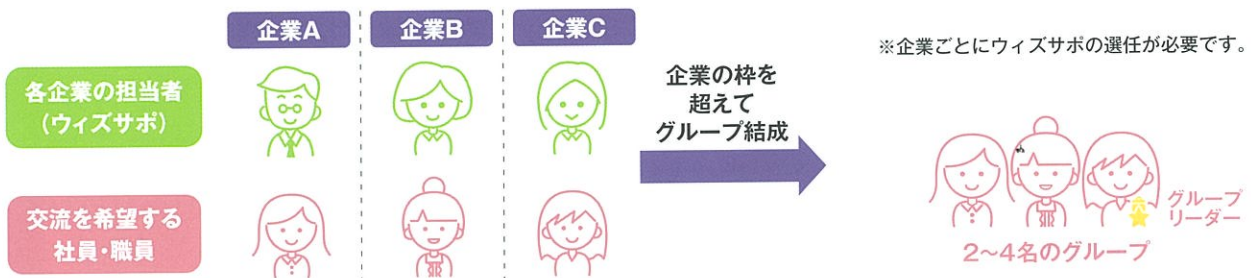 企業A
企業B
企業C
各企業の担当者
(ウィズサポ)
交流を希望する
社員・職員
企業の枠を
超えて
グループ結成
※企業ごとにウィズサポの選任が必要です。
グループ
リーダー
2~4名のグループ